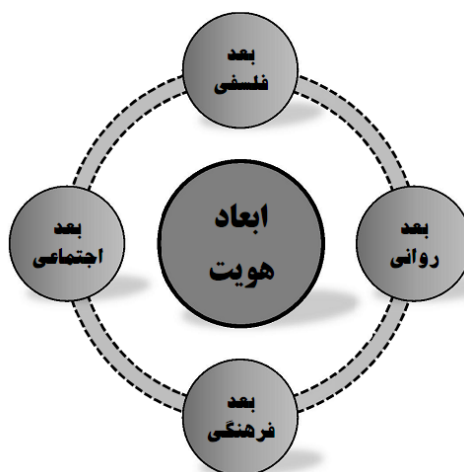 بعد
فلسفی
ابعاد
هویت
بعد
روانی
بعد
اجتماعی
بعد
فرهنگی